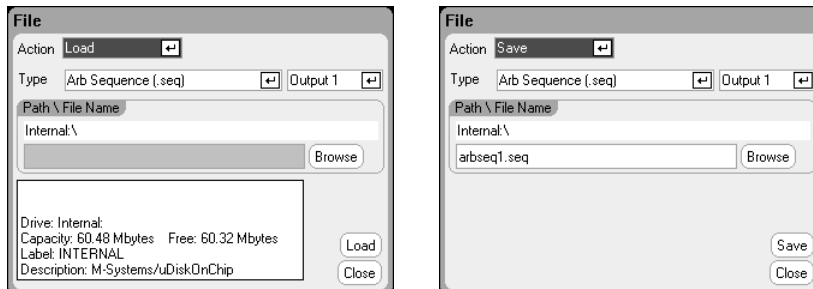 File
Action Load
Type Arb Sequence (.seq) Output 1
Path \ File Name
Internal:\
Browse
Drive: Internal:
Capacity: 60.48 Mbytes Free: 60.32 Mbytes
Label: INTERNAL
Description: M-Systems/uDiskOnChip
Load
Close
File
Action Save
Type Arb Sequence (.seq) Output 1
Path \ File Name
Internal:\
arbseq1.seq Browse
Save
Close